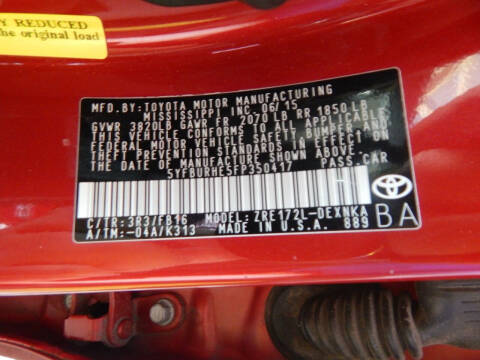 Y REDUCED
the original load
MFD.BY:TOYOTA MOTOR MANUFACTURING
MISSISSIPPI INC. 06/15
GVWR 3820LB GAWR FR 2070 LB RR 1850 LB
THIS VEHICLE CONFORMS TO ALL APPLICABLE
FEDERAL MOTOR VEHICLE SAFETY, BUMPER, AND
THEFT PREVENTION STANDARDS IN EFFECT ON
THE DATE OF MANUFACTURE SHOWN ABOVE.
5YFBURHE5FP350417 PASS.CAR
H
C/TR:3R3/FB16 MODEL: ZRE172L-DEXNKA
A/TM:-04A/K313 MADE IN U.S.A. 889
BA